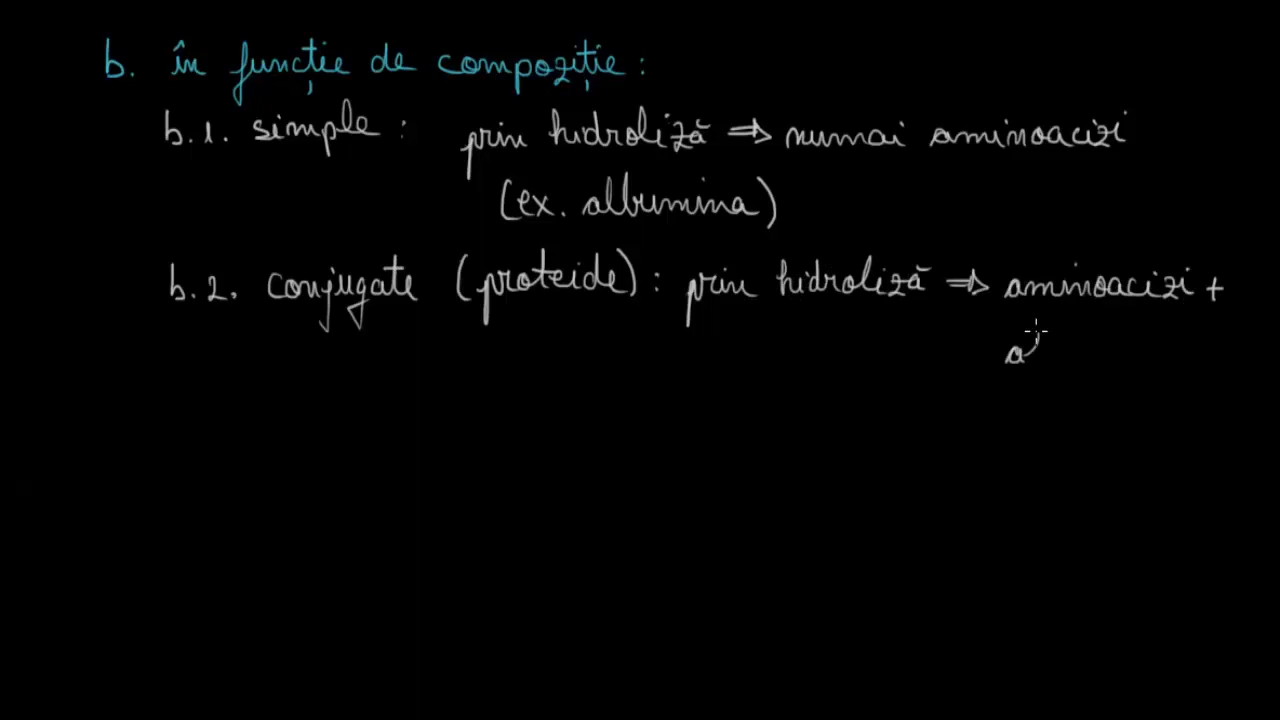 b. în funcție de compoziție :
b.1. simple : prin hidroliză ⇒ numai aminoacizi
(ex. albumina)
b.2. conjugate (proteide) : prin hidroliză ⇒ aminoacizi +
a